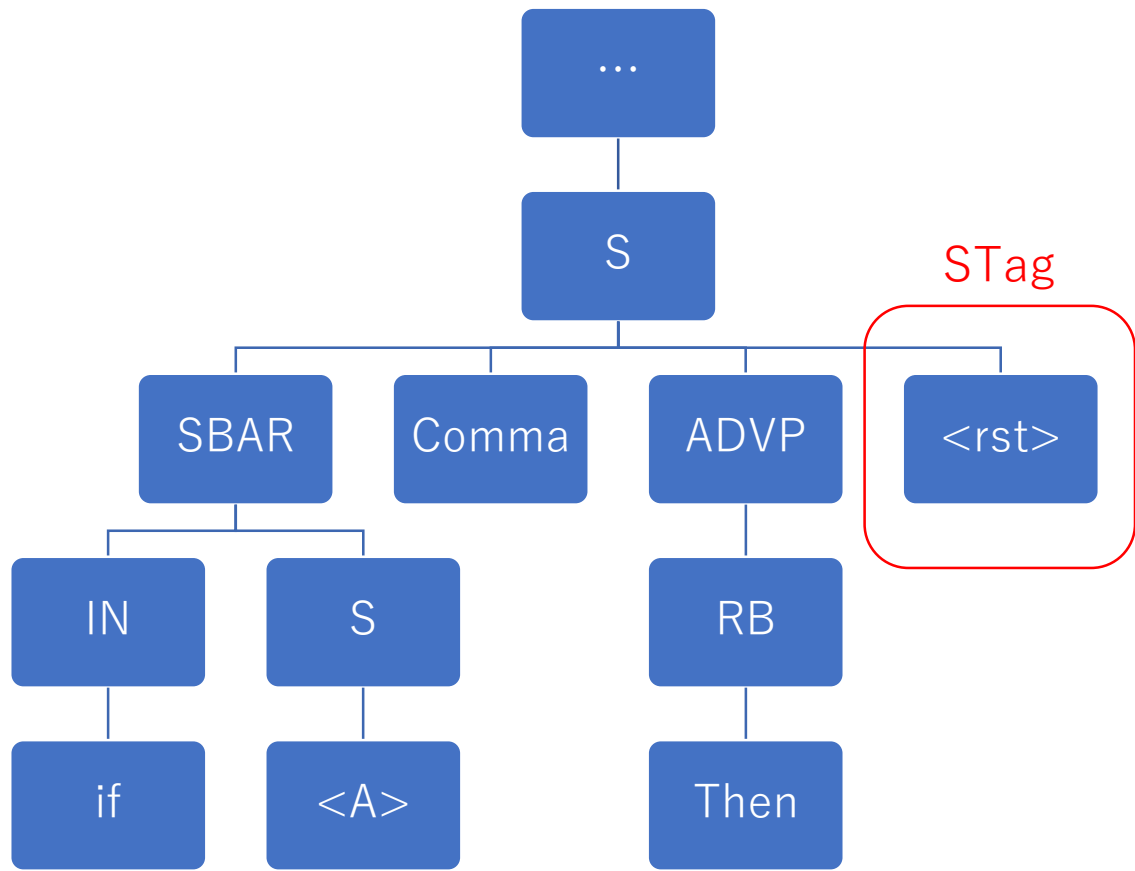 ...
S
STag
SBAR
Comma
ADVP
<rst>
IN
S
RB
if
<A>
Then